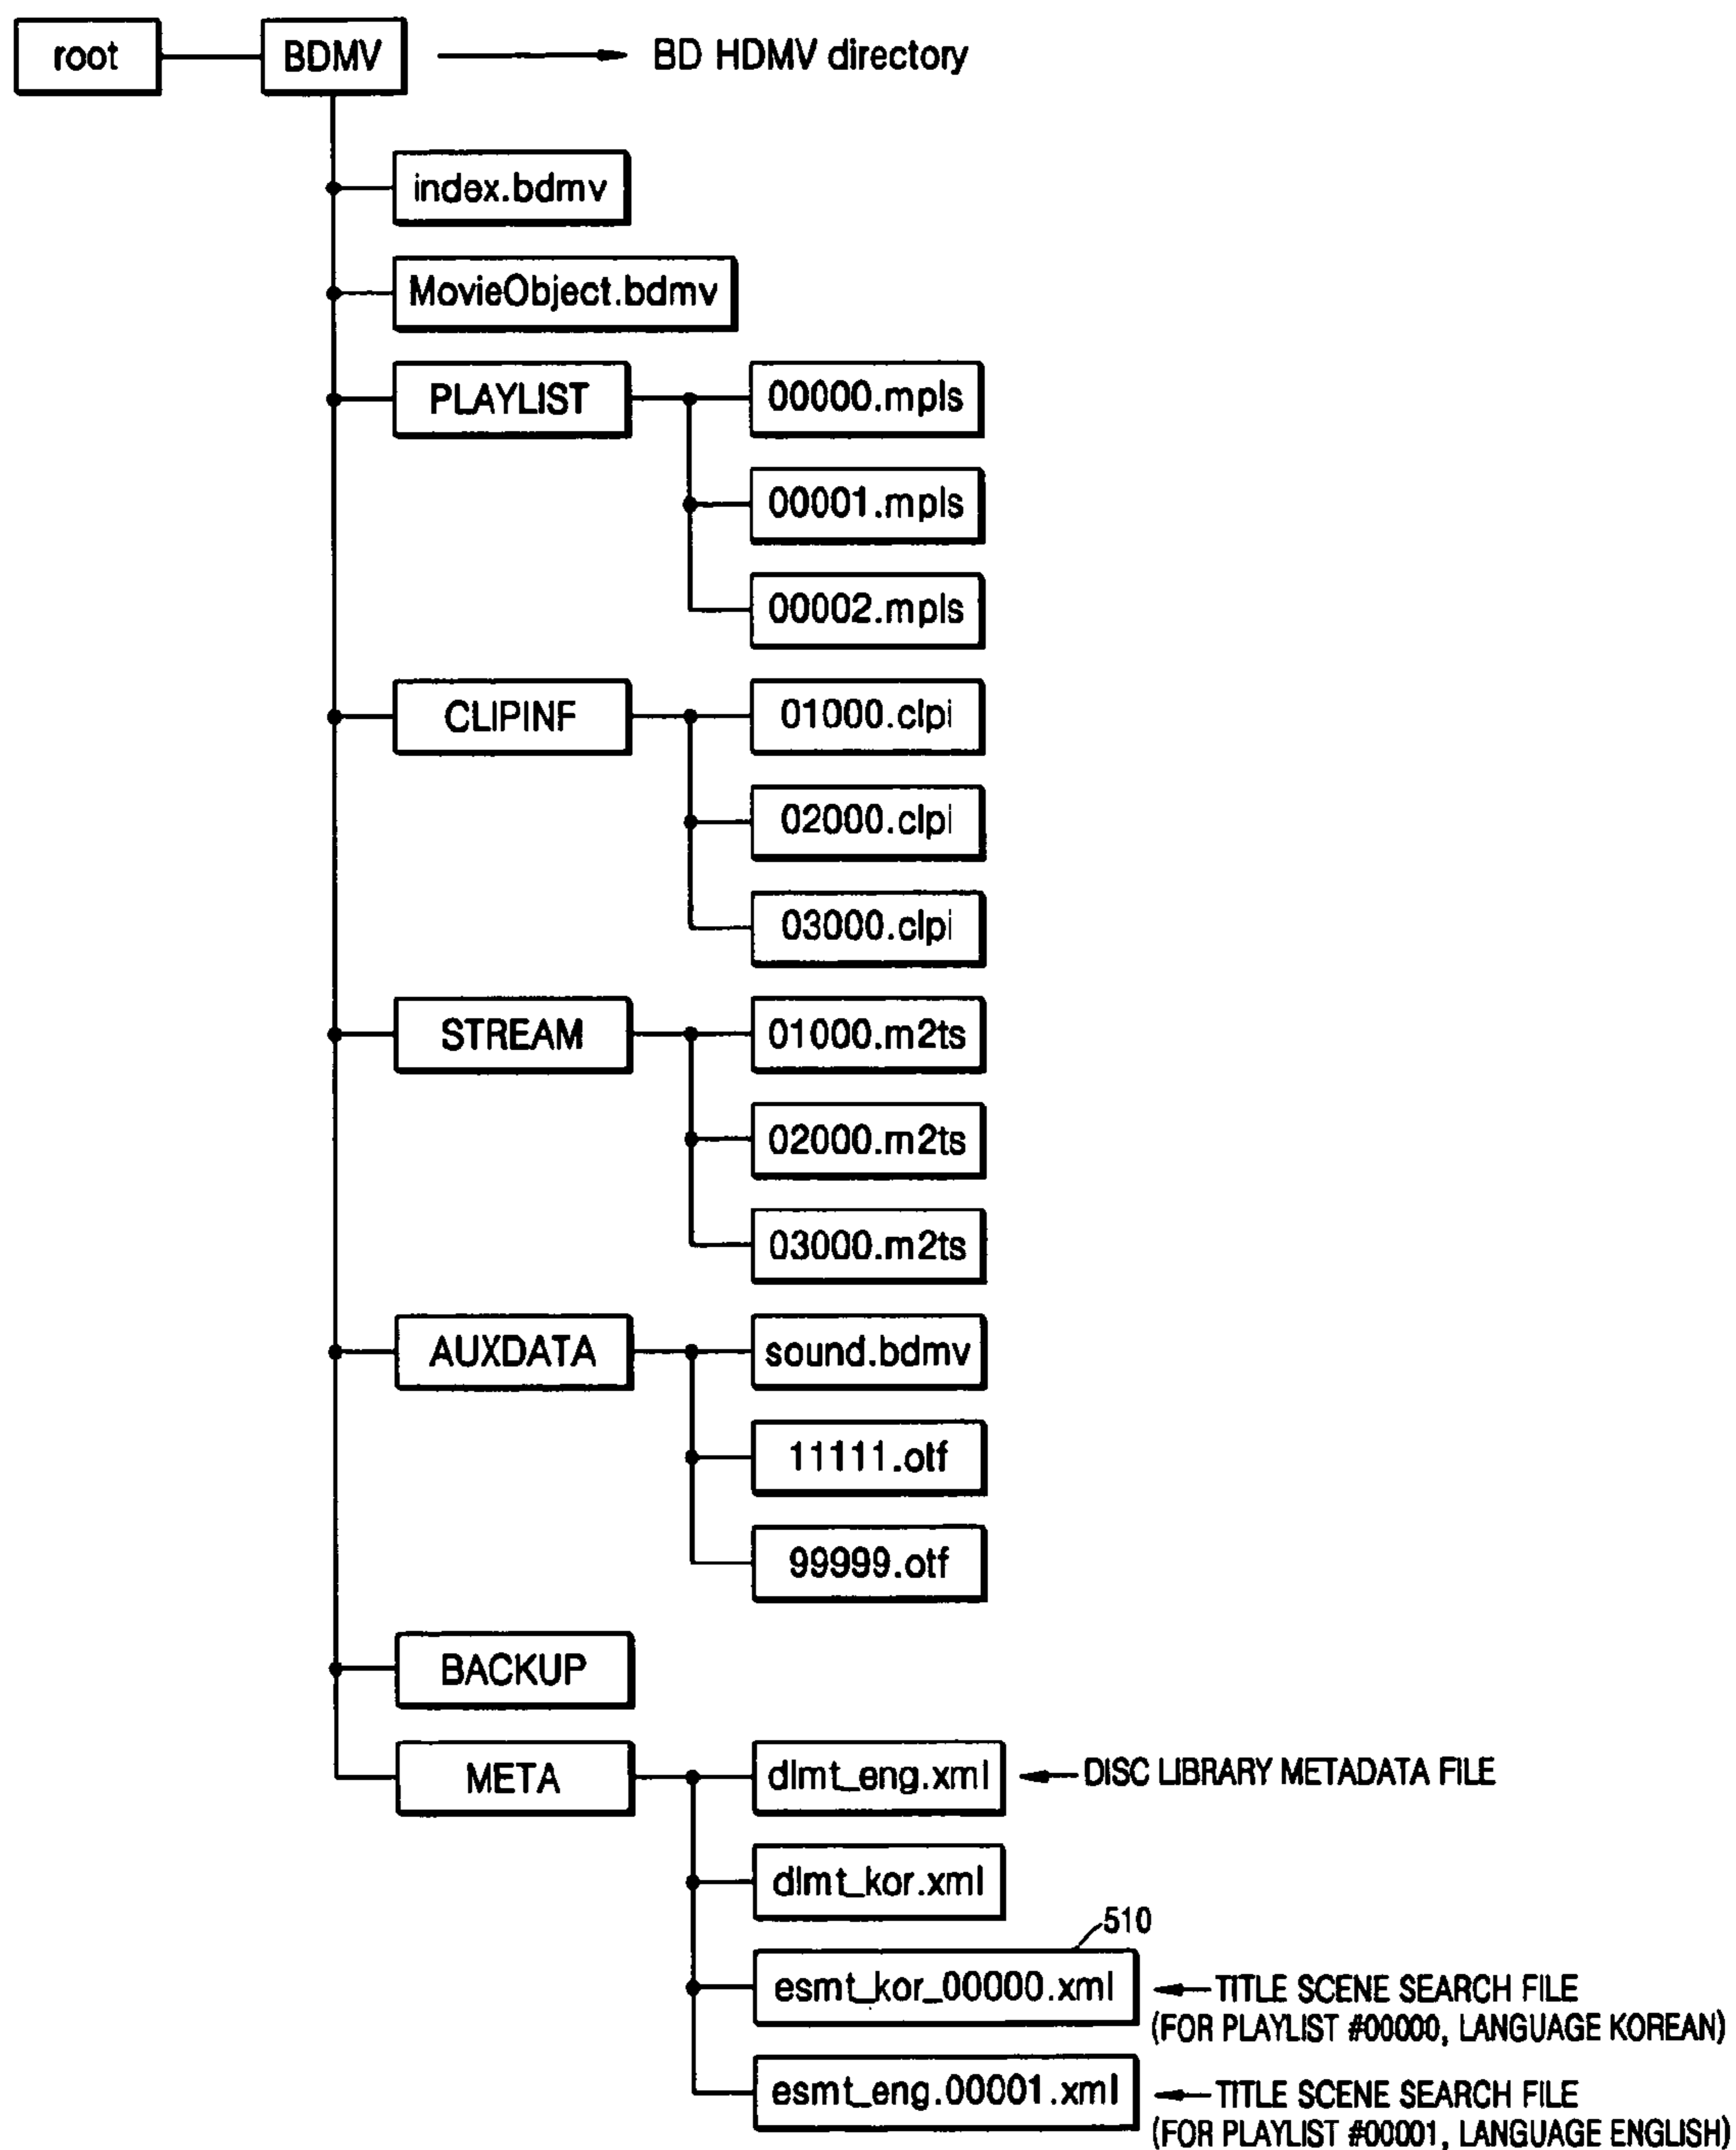 root
BDMV
BD HDMV directory
index.bdmv
MovieObject.bdmv
PLAYLIST
00000.mpls
00001.mpls
00002.mpls
CLIPINF
01000.clpi
02000.clpi
03000.clpi
STREAM
01000.m2ts
02000.m2ts
03000.m2ts
AUXDATA
sound.bdmv
11111.otf
99999.otf
BACKUP
META
dlmt_eng.xml
DISC LIBRARY METADATA FILE
dlmt_kor.xml
510
esmt_kor_00000.xml
TITLE SCENE SEARCH FILE
(FOR PLAYLIST #00000, LANGUAGE KOREAN)
esmt_eng.00001.xml
TITLE SCENE SEARCH FILE
(FOR PLAYLIST #00001, LANGUAGE ENGLISH)